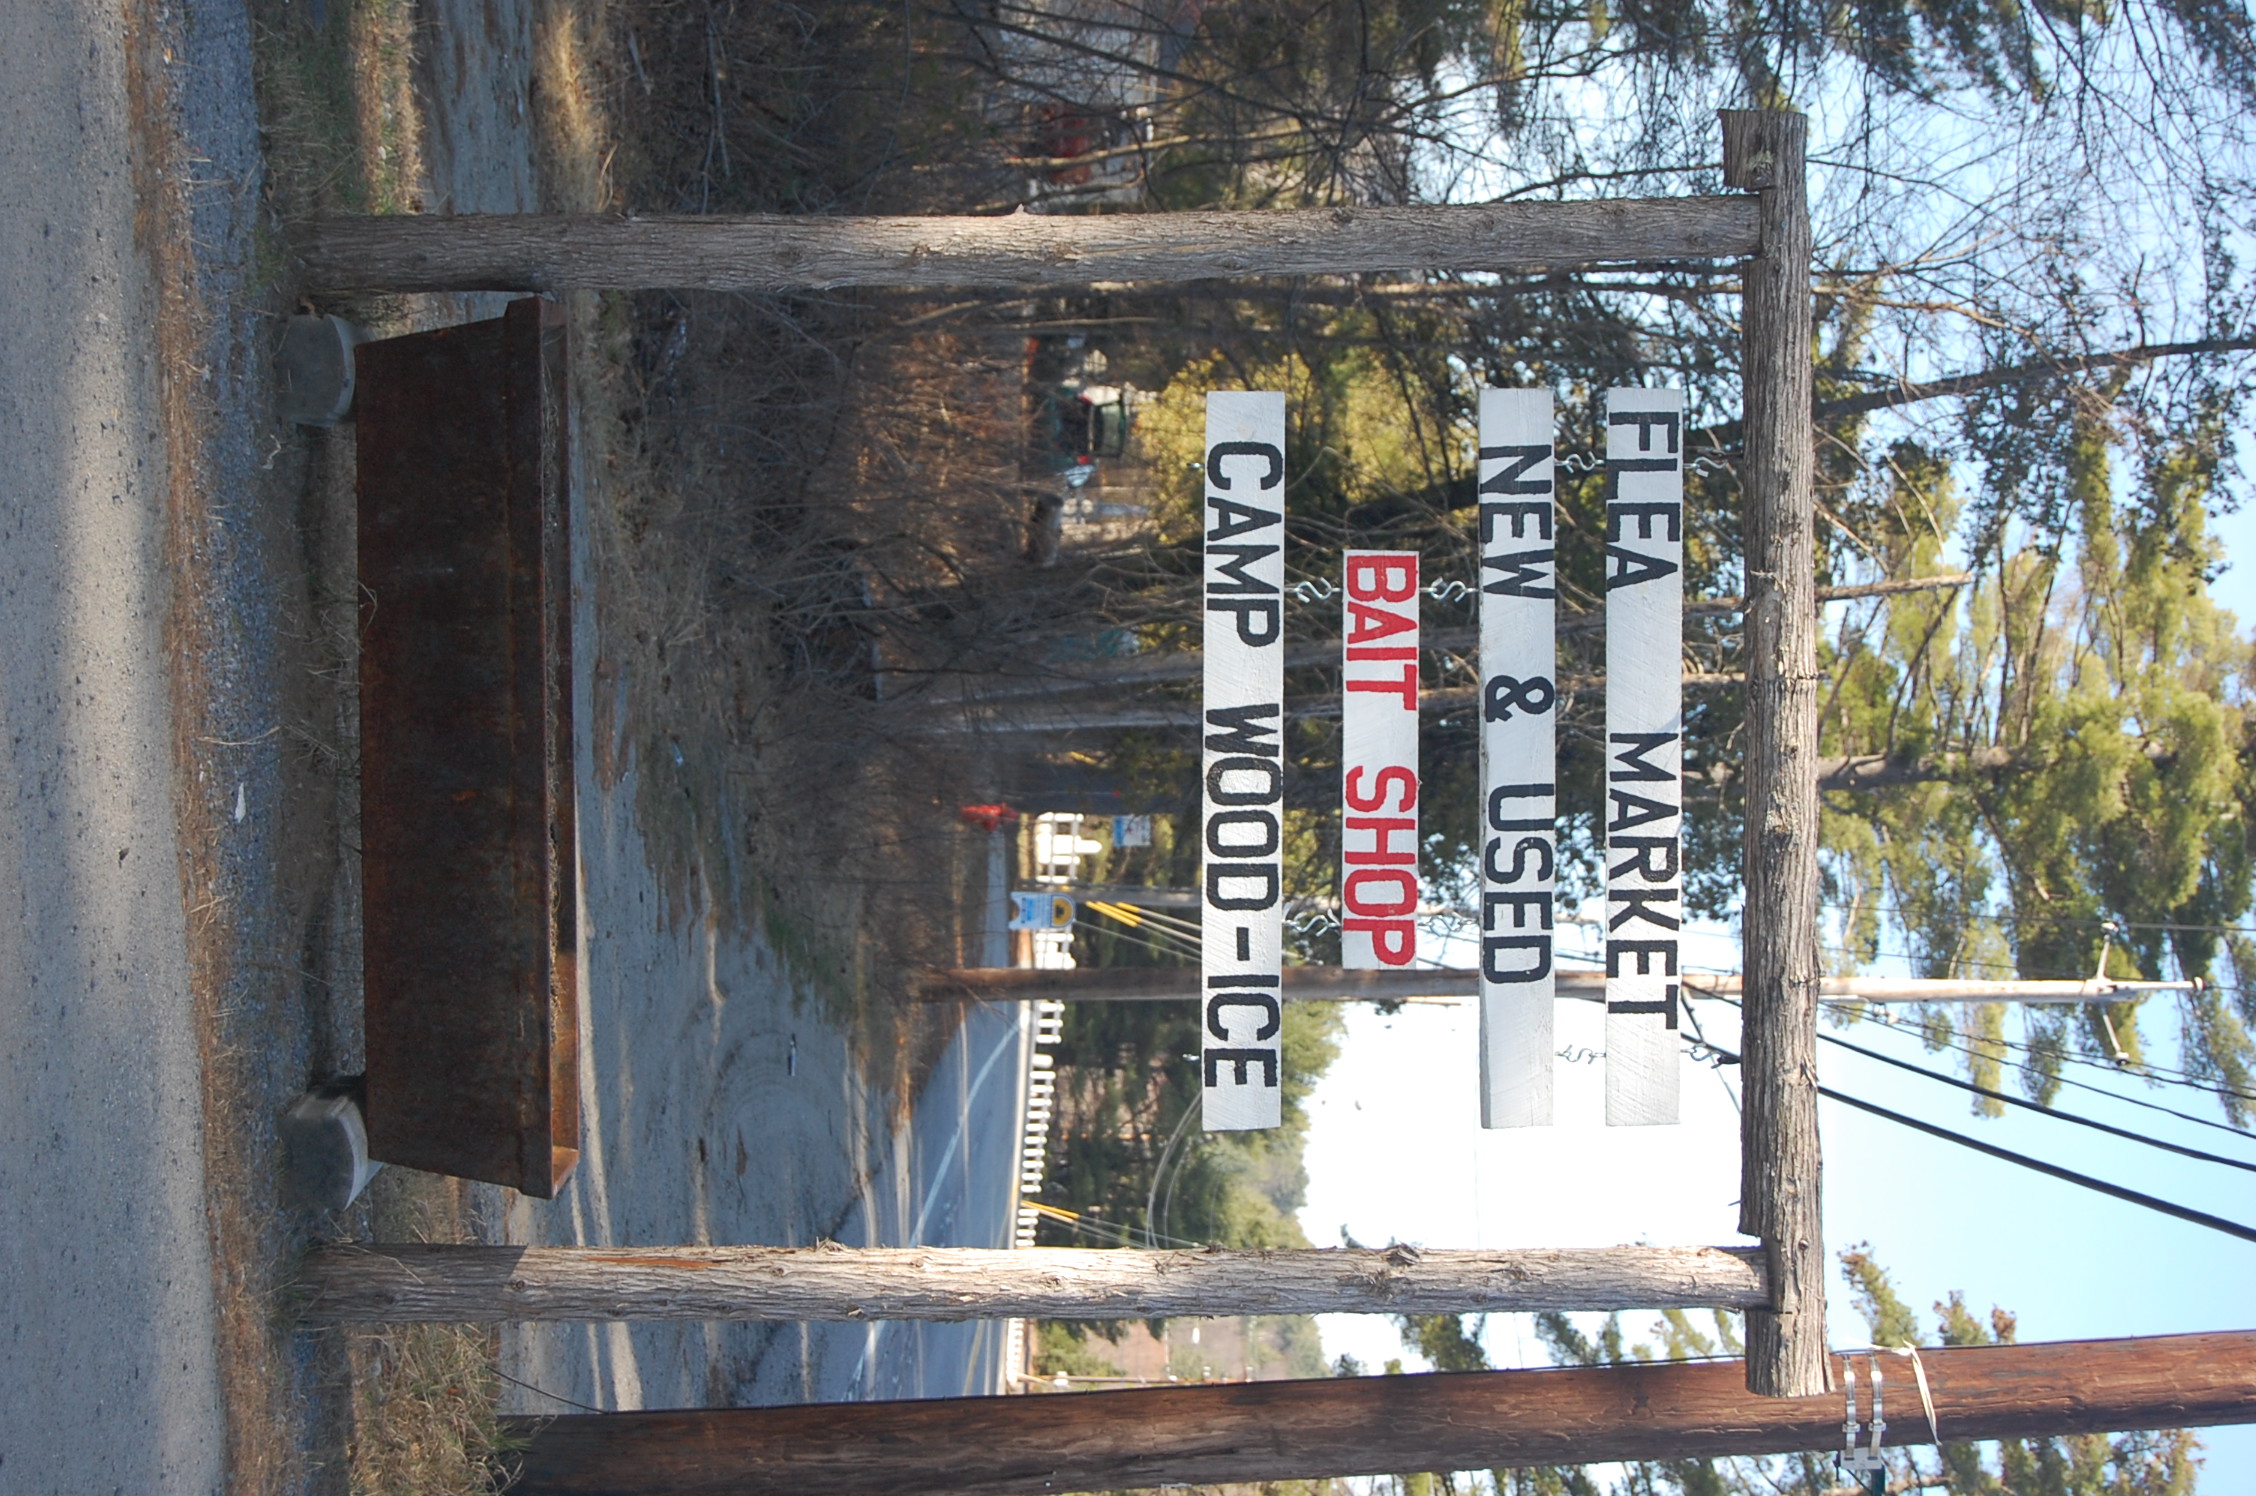 FLEA MARKET
NEW & USED
BAIT SHOP
CAMP WOOD-ICE